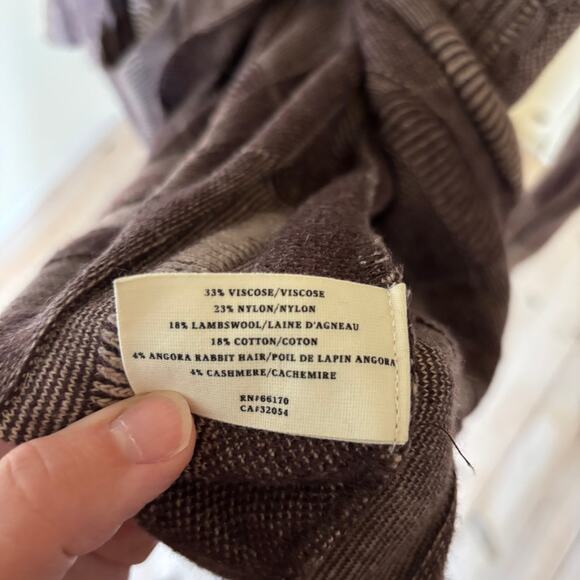 33% VISCOSE/VISCOSE
23% NYLON/NYLON
18% LAMBSWOOL/LAINE D'AGNEAU
18% COTTON/COTON
4% ANGORA RABBIT HAIR/POIL DE LAPIN ANGORA
4% CASHMERE/CACHEMIRE
RN#66170
CA#32054